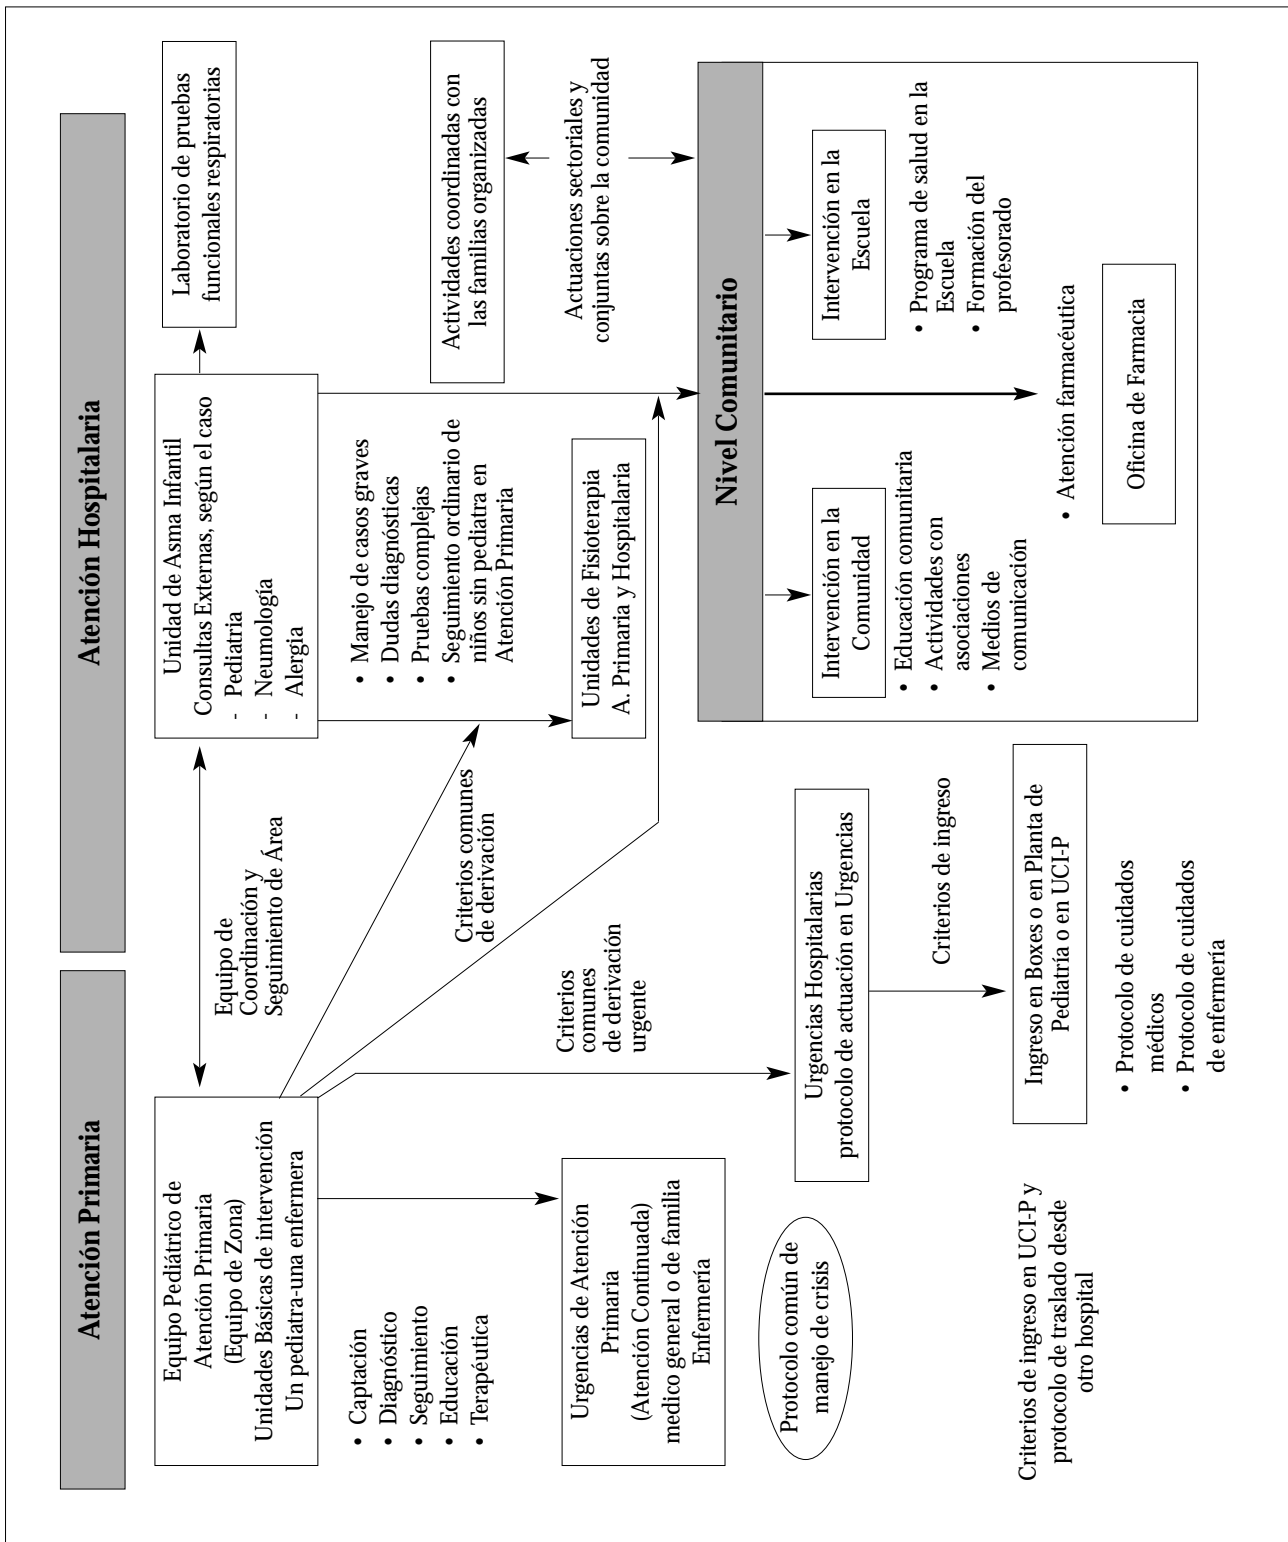 Atención Primaria
Atención Hospitalaria
Equipo Pediátrico de
Atención Primaria
(Equipo de Zona)
Unidades Básicas de intervención
Un pediatra-una enfermera
Equipo de
Coordinación y
Seguimiento de Área
Unidad de Asma Infantil
Consultas Externas, según el caso
- Pediatria
- Neumología
- Alergia
Laboratorio de pruebas
funcionales respiratorias
• Captación
• Diagnóstico
• Seguimiento
• Educación
• Terapéutica
Criterios comunes
de derivación
• Manejo de casos graves
• Dudas diagnósticas
• Pruebas complejas
• Seguimiento ordinario de
niños sin pediatra en
Atención Primaria
Actividades coordinadas con
las familias organizadas
Urgencias de Atención
Primaria
(Atención Continuada)
medico general o de familia
Enfermería
Criterios
comunes
de derivación
urgente
Unidades de Fisioterapia
A. Primaria y Hospitalaria
Actuaciones sectoriales y
conjuntas sobre la comunidad
Protocolo común de
manejo de crisis
Urgencias Hospitalarias
protocolo de actuación en Urgencias
Nivel Comunitario
Criterios de ingreso
Intervención en la
Comunidad
• Educación comunitaria
• Actividades con
asociaciones
• Medios de
comunicación
Intervención en la
Escuela
• Programa de salud en la
Escuela
• Formación del
profesorado
Criterios de ingreso en UCI-P y
protocolo de traslado desde
otro hospital
Ingreso en Boxes o en Planta de
Pediatría o en UCI-P
• Protocolo de cuidados
médicos
• Protocolo de cuidados
de enfermería
• Atención farmacéutica
Oficina de Farmacia